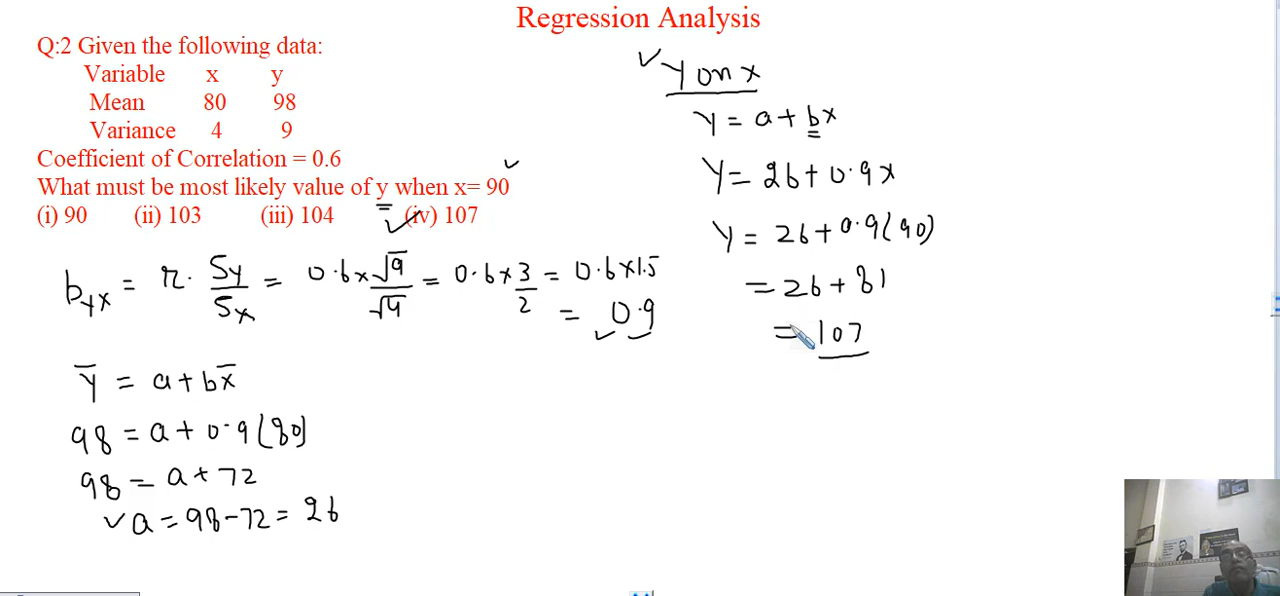 Regression Analysis
Q:2 Given the following data:
Variable x y
Mean 80 98
Variance 4 9
Coefficient of Correlation = 0.6
What must be most likely value of y when x= 90
(i) 90 (ii) 103 (iii) 104 (iv) 107
b_yx = r. Sy/Sx = 0.6×√9/√4 = 0.6×3/2 = 0.6×1.5
= 0.9
Y̅ = a + bx̅
98 = a + 0.9(80)
98 = a + 72
a = 98-72 = 26
Y on x
Y = a + bx
Y = 26 + 0.9x
Y = 26 + 0.9(90)
= 26 + 81
= 107